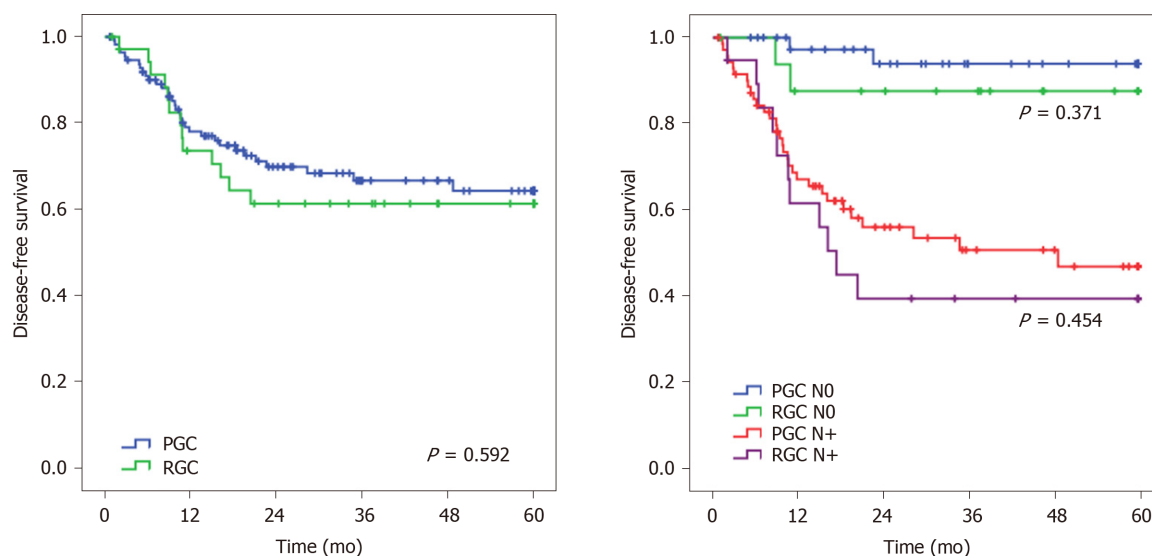 Disease-free survival
1.0
0.8
0.6
0.4
0.2
0.0
PGC
RGC
P = 0.592
0 12 24 36 48 60
Time (mo)
Disease-free survival
1.0
0.8
0.6
0.4
0.2
0.0
P = 0.371
P = 0.454
PGC N0
RGC N0
PGC N+
RGC N+
0 12 24 36 48 60
Time (mo)